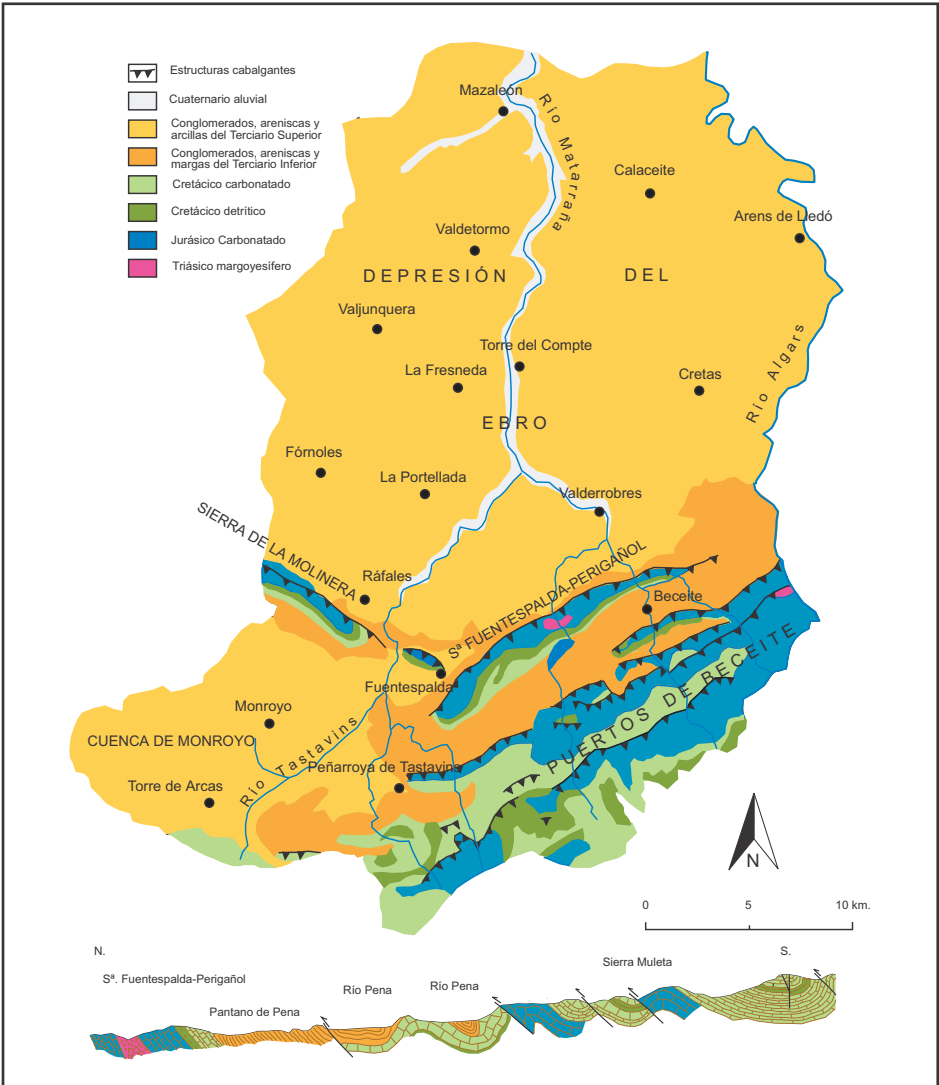 Estructuras cabalgantes
Cuaternario aluvial
Conglomerados, areniscas y
arcillas del Terciario Superior
Conglomerados, areniscas y
margas del Terciario Inferior
Cretácico carbonatado
Cretácico detrítico
Jurásico Carbonatado
Triásico margoyesífero
Mazaleón
Río Matarraña
Calaceite
Arens de Lledó
Valdetormo
DEPRESIÓN
DEL
Valjunquera
Torre del Compte
La Fresneda
Cretas
Río Algars
EBRO
Fórnoles
La Portellada
Valderrobres
SIERRA DE LA MOLINERA
Ráfales
Sª FUENTESPALDA-PERIGAÑOL
Beceite
Fuentespalda
PUERTOS DE BECEITE
Monroyo
CUENCA DE MONROYO
Río Tastavins
Peñarroya de Tastavins
Torre de Arcas
N
0 5 10 km.
N.
S.
Sª. Fuentespalda-Perigañol
Sierra Muleta
Río Pena
Río Pena
Pantano de Pena